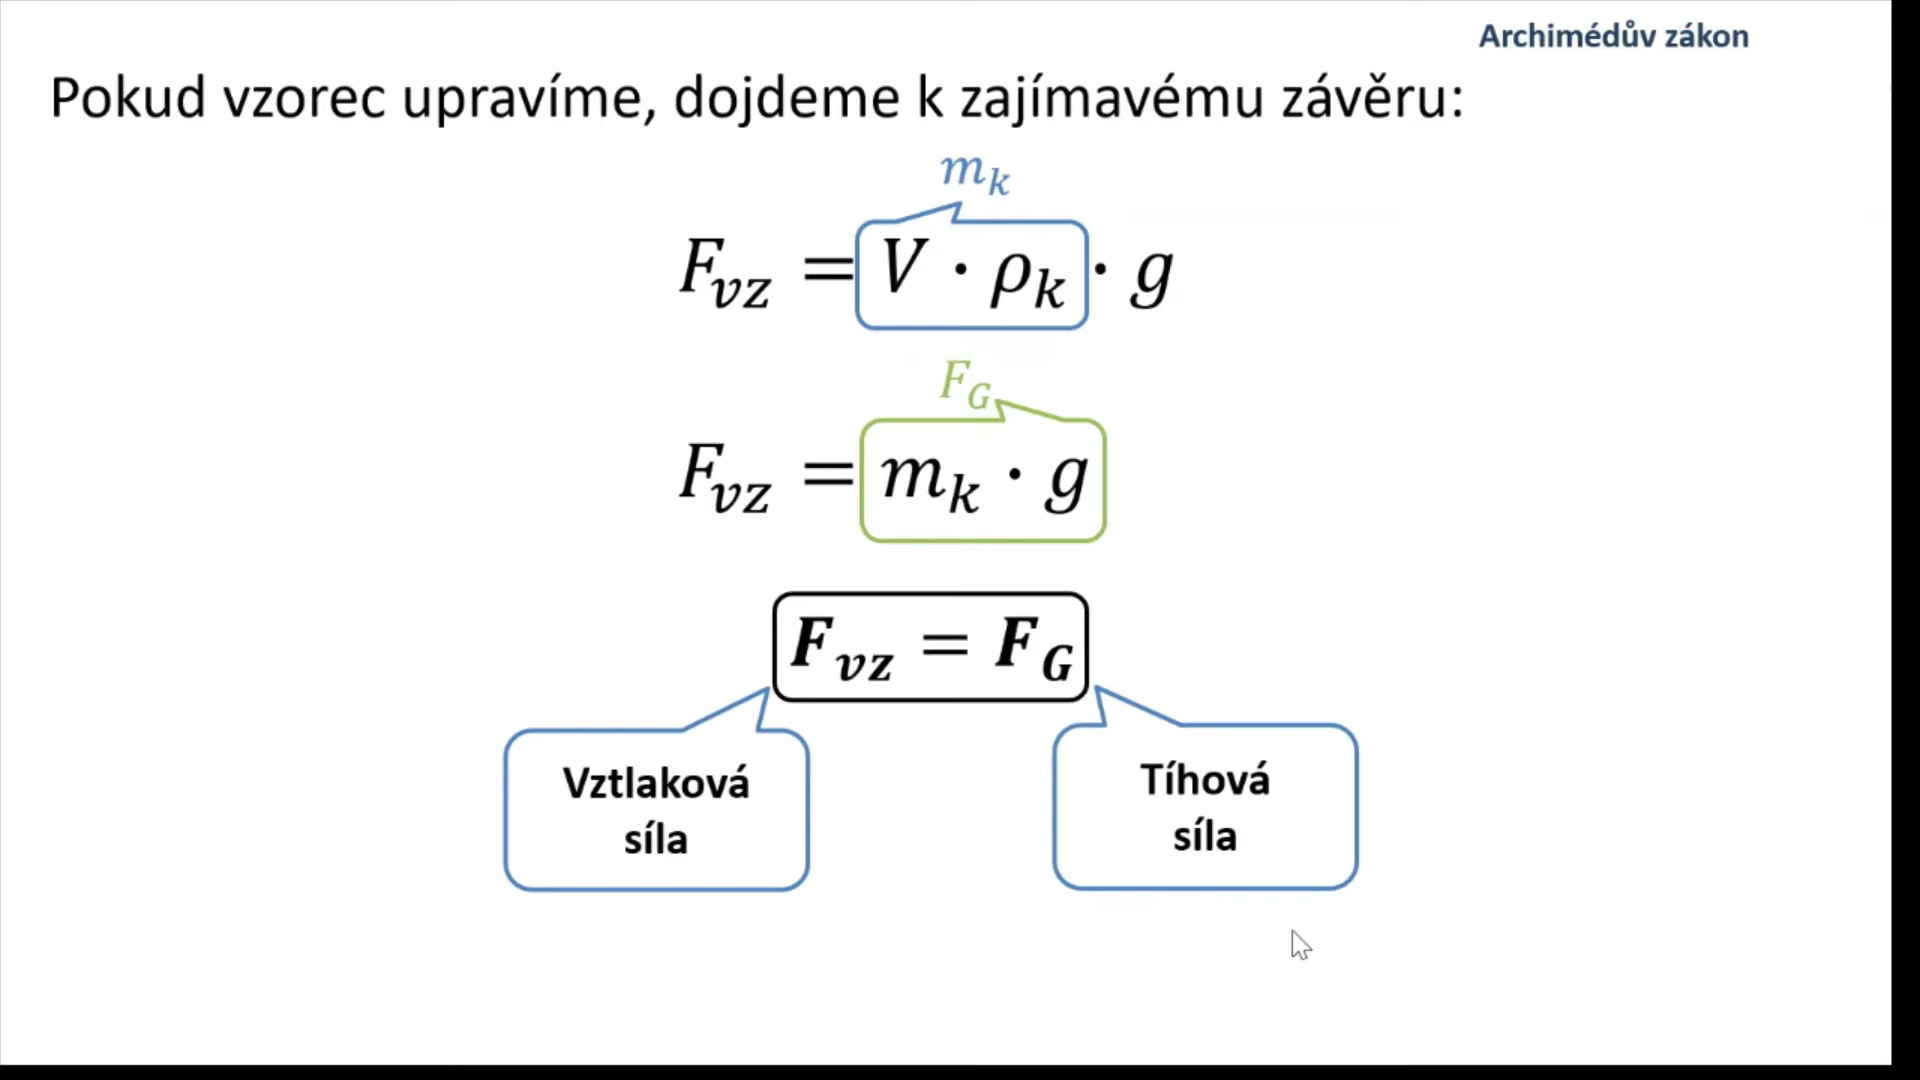 Archimédův zákon
Pokud vzorec upravíme, dojdeme k zajímavému závěru:
m_k
F_vz = V · ρ_k · g
F_G
F_vz = m_k · g
F_vz = F_G
Vztlaková
síla
Tíhová
síla